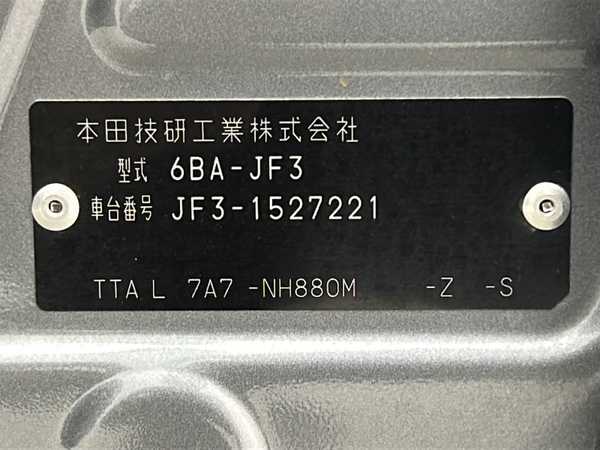 本田技研工業株式会社
型式 6BA-JF3
車台番号 JF3-1527221
TTA L 7A7 -NH880M -Z -S